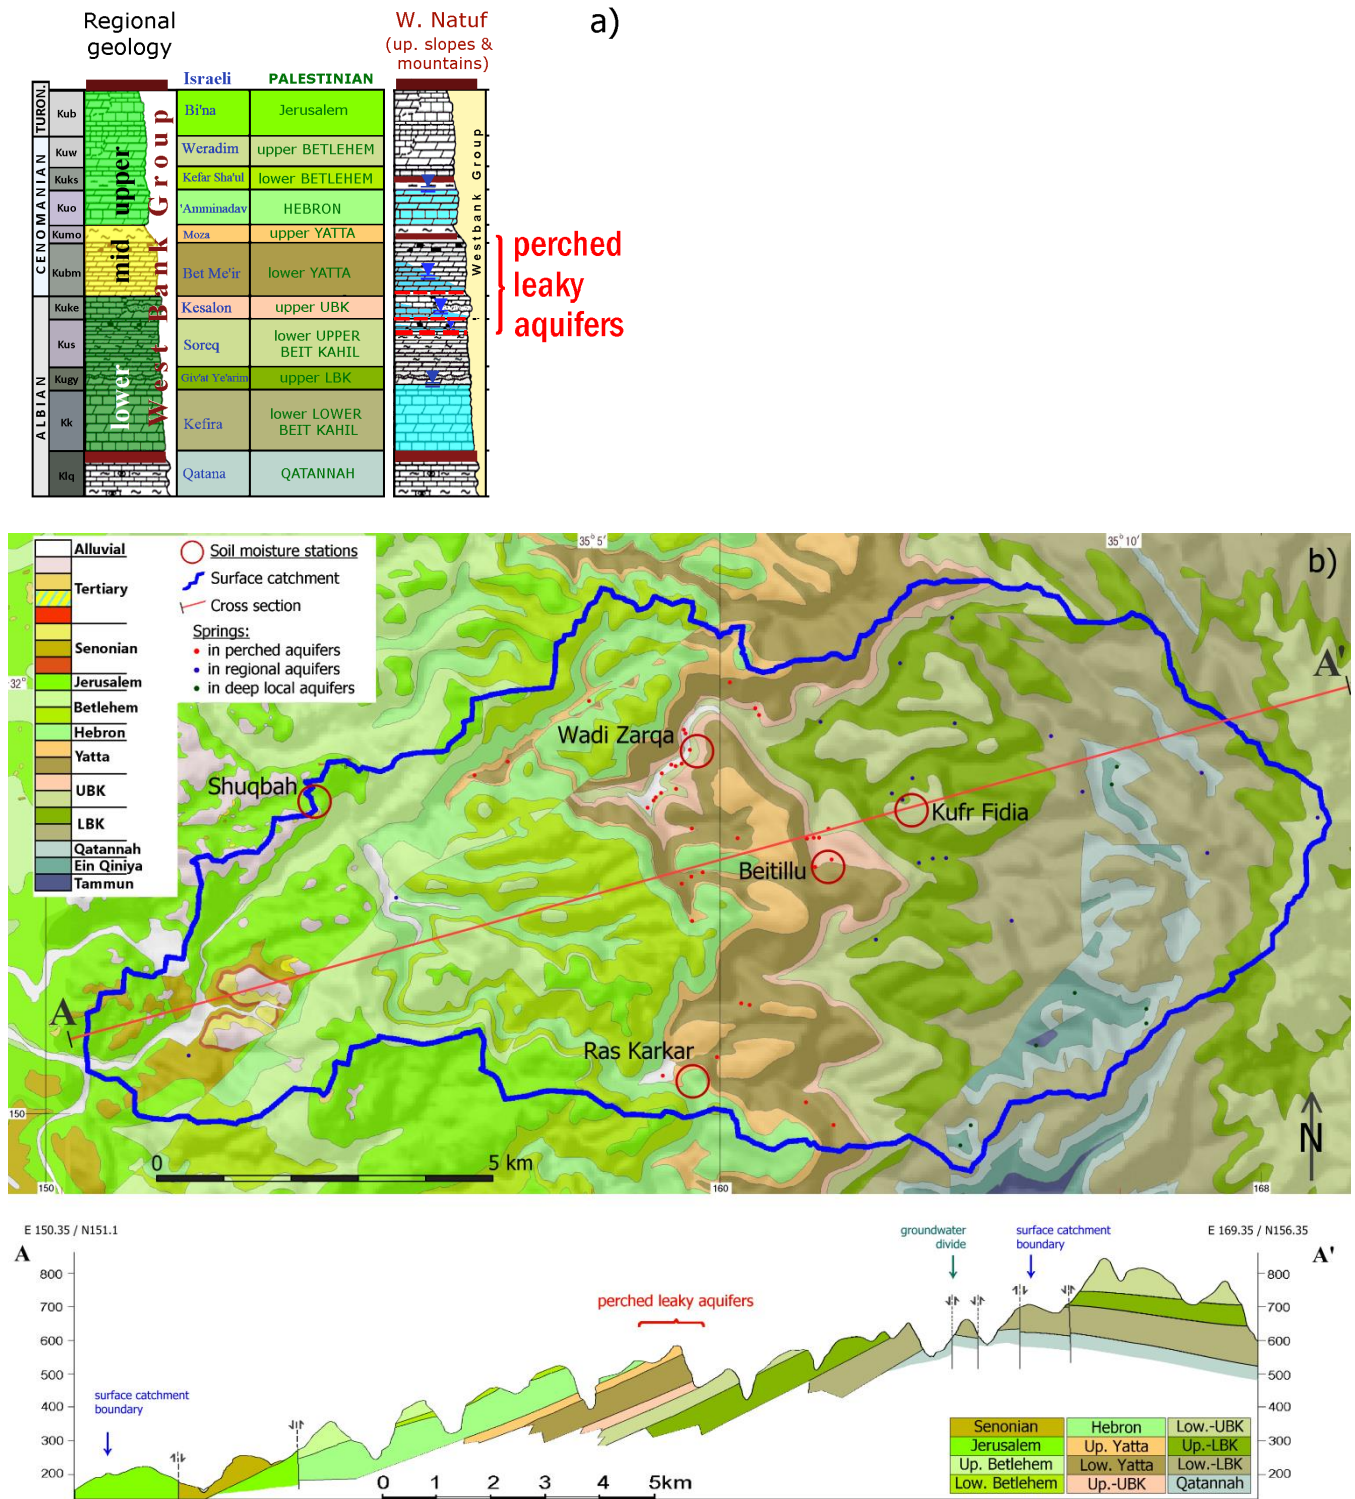 Regional
geology
W. Natuf
(up. slopes &
mountains)
a)
Israeli
PALESTINIAN
TURON.
CENOMANIAN
ALBIAN
Kub
Kuw
Kuks
Kuo
Kumo
Kubm
Kuke
Kus
Kugy
Kk
Klq
upper
mid
lower
West Bank Group
Bi'na
Jerusalem
Weradim
upper BETLEHEM
Kefar Sha'ul
lower BETLEHEM
'Amminadav
HEBRON
Moza
upper YATTA
Bet Me'ir
lower YATTA
Kesalon
upper UBK
Soreq
lower UPPER
BEIT KAHIL
Giv'at Ye'arim
upper LBK
Kefira
lower LOWER
BEIT KAHIL
Qatana
QATANNAH
Westbank Group
perched
leaky
aquifers
b)
Alluvial
Tertiary
Senonian
Jerusalem
Betlehem
Hebron
Yatta
UBK
LBK
Qatannah
Ein Qiniya
Tammun
Soil moisture stations
Surface catchment
Cross section
Springs:
in perched aquifers
in regional aquifers
in deep local aquifers
35° 5'
35° 10'
32°
A'
Wadi Zarqa
Shuqbah
Kufr Fidia
Beitillu
A
Ras Karkar
N
150
0
5 km
150
160
168
E 150.35 / N151.1
E 169.35 / N156.35
A
A'
groundwater
divide
surface catchment
boundary
perched leaky aquifers
surface catchment
boundary
800
700
600
500
400
300
200
800
700
600
500
400
300
200
0 1 2 3 4 5km
Senonian
Hebron
Low.-UBK
Jerusalem
Up. Yatta
Up.-LBK
Up. Betlehem
Low. Yatta
Low.-LBK
Low. Betlehem
Up.-UBK
Qatannah